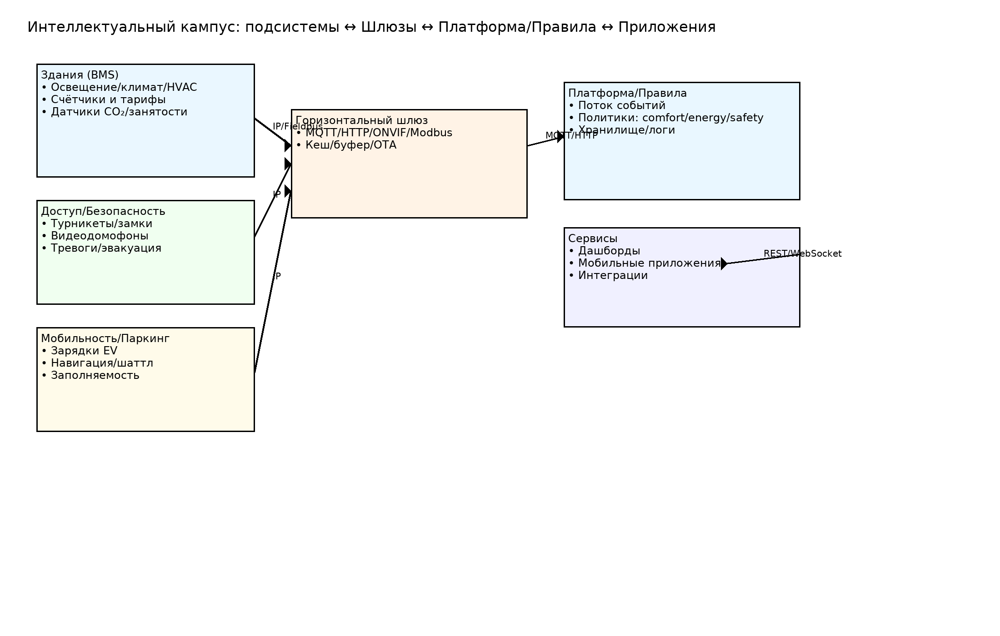 Интеллектуальный кампус: подсистемы ↔ Шлюзы ↔ Платформа/Правила ↔ Приложения
Здания (BMS)
• Освещение/климат/HVAC
• Счётчики и тарифы
• Датчики CO₂/занятости
IP/Fieldbus
Горизонтальный шлюз
• MQTT/HTTP/ONVIF/Modbus
• Кеш/буфер/OTA
MQTT/HTTP
Платформа/Правила
• Поток событий
• Политики: comfort/energy/safety
• Хранилище/логи
Доступ/Безопасность
• Турникеты/замки
• Видеодомофоны
• Тревоги/эвакуация
IP
Сервисы
• Дашборды
• Мобильные приложения
• Интеграции
REST/WebSocket
IP
Мобильность/Паркинг
• Зарядки EV
• Навигация/шаттл
• Заполняемость